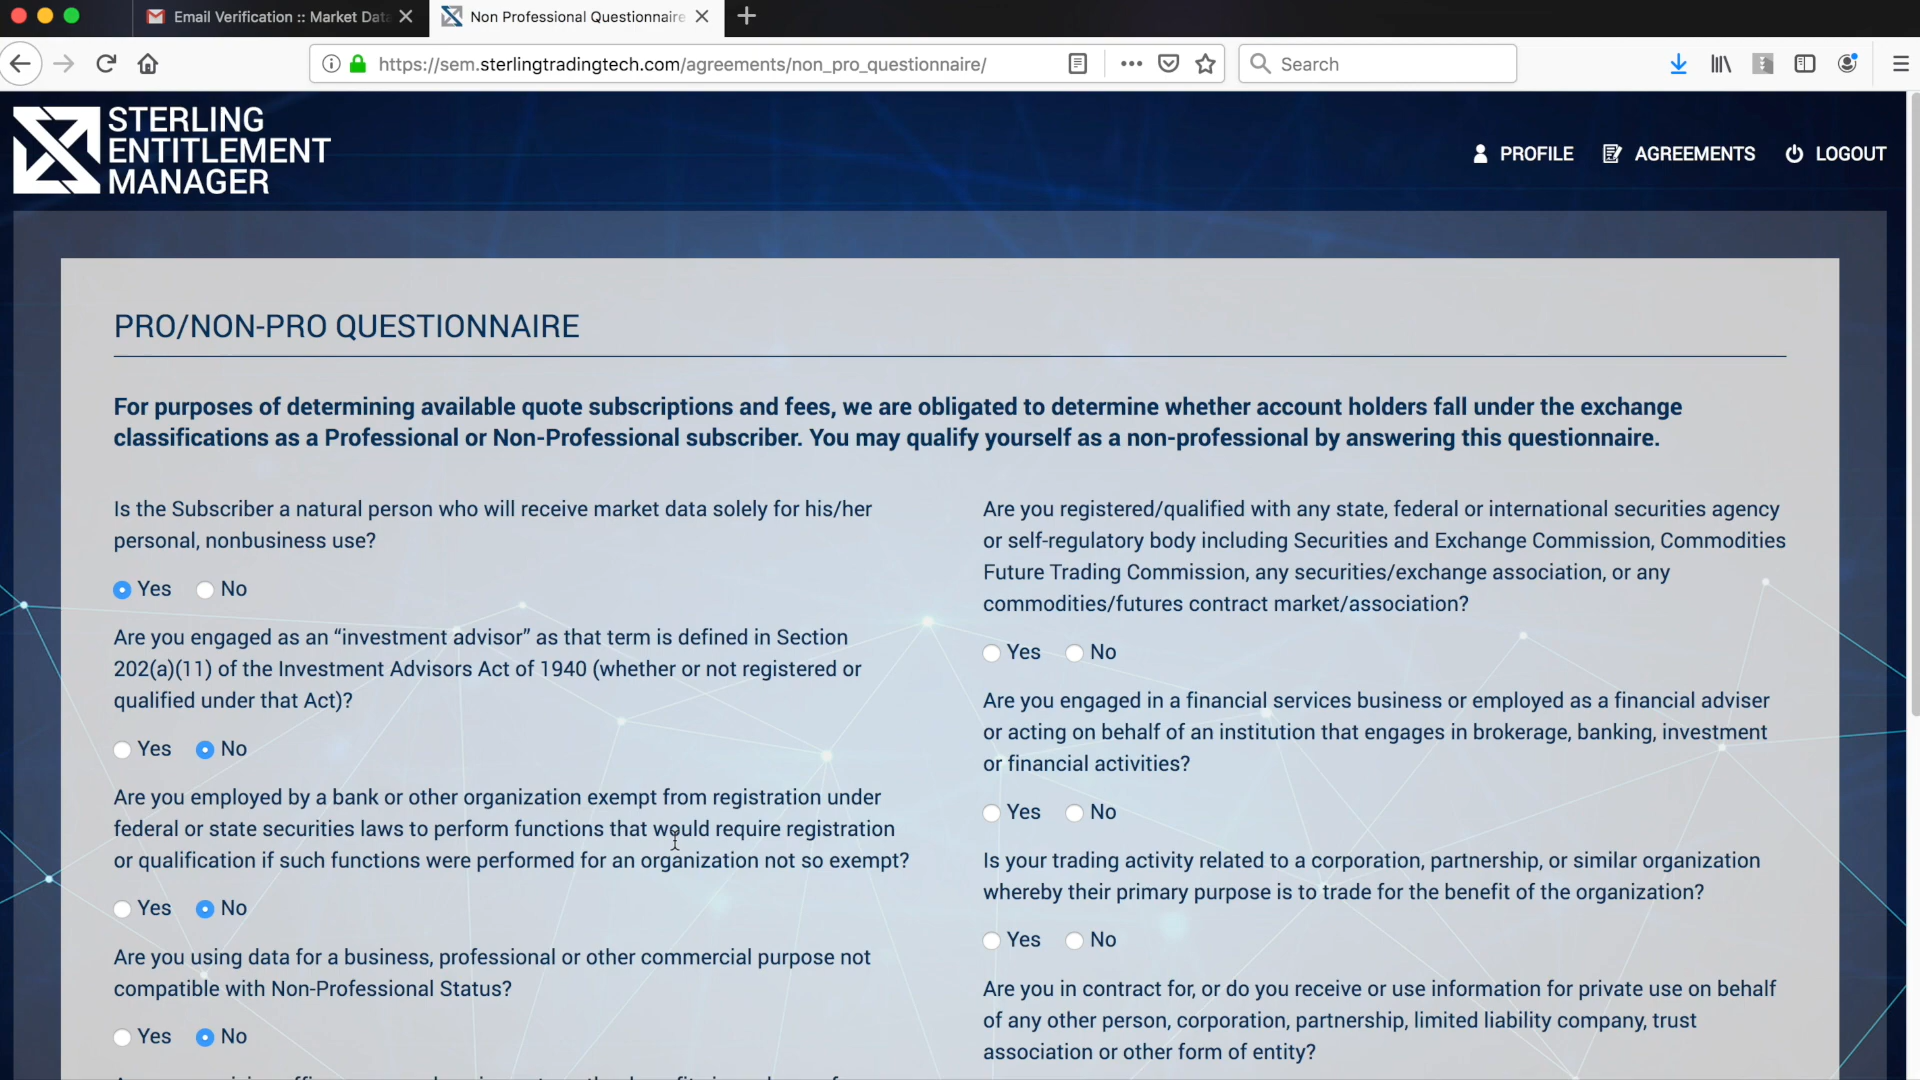 Email Verification :: Market Dat
Non Professional Questionnaire
https://sem.sterlingtradingtech.com/agreements/non_pro_questionnaire/
Search
STERLING
ENTITLEMENT
MANAGER
PROFILE
AGREEMENTS
LOGOUT
PRO/NON-PRO QUESTIONNAIRE
For purposes of determining available quote subscriptions and fees, we are obligated to determine whether account holders fall under the exchange
classifications as a Professional or Non-Professional subscriber. You may qualify yourself as a non-professional by answering this questionnaire.
Is the Subscriber a natural person who will receive market data solely for his/her
personal, nonbusiness use?
Yes No
Are you engaged as an “investment advisor” as that term is defined in Section
202(a)(11) of the Investment Advisors Act of 1940 (whether or not registered or
qualified under that Act)?
Yes No
Are you employed by a bank or other organization exempt from registration under
federal or state securities laws to perform functions that would require registration
or qualification if such functions were performed for an organization not so exempt?
Yes No
Are you using data for a business, professional or other commercial purpose not
compatible with Non-Professional Status?
Yes No
Are you registered/qualified with any state, federal or international securities agency
or self-regulatory body including Securities and Exchange Commission, Commodities
Future Trading Commission, any securities/exchange association, or any
commodities/futures contract market/association?
Yes No
Are you engaged in a financial services business or employed as a financial adviser
or acting on behalf of an institution that engages in brokerage, banking, investment
or financial activities?
Yes No
Is your trading activity related to a corporation, partnership, or similar organization
whereby their primary purpose is to trade for the benefit of the organization?
Yes No
Are you in contract for, or do you receive or use information for private use on behalf
of any other person, corporation, partnership, limited liability company, trust
association or other form of entity?